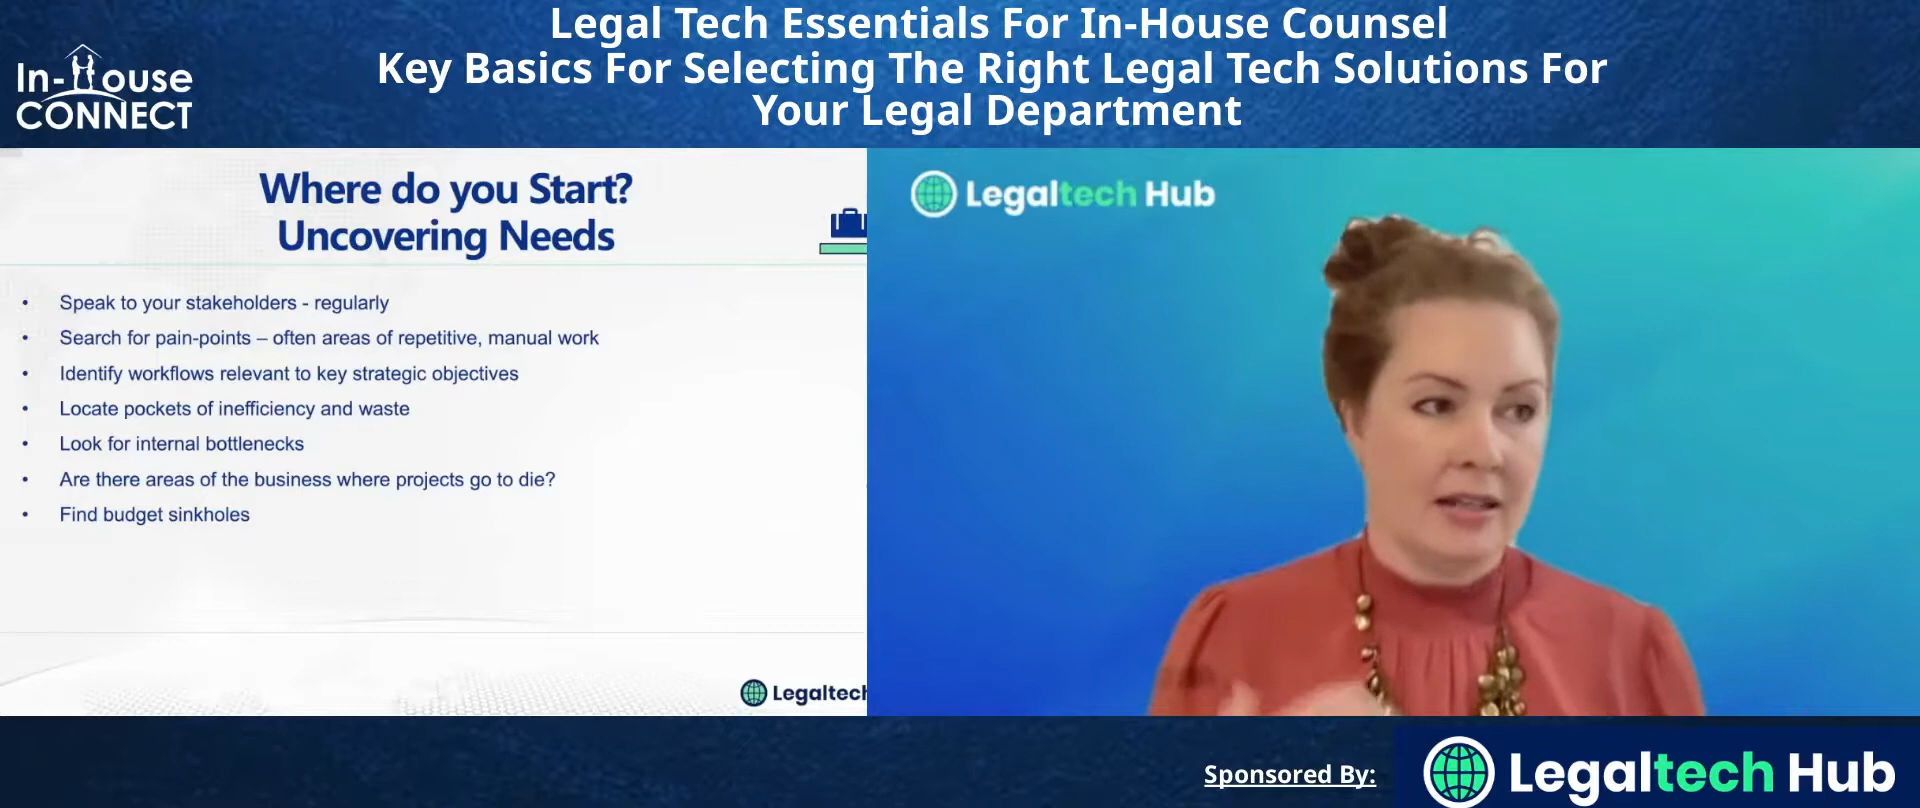 Legal Tech Essentials For In-House Counsel
Key Basics For Selecting The Right Legal Tech Solutions For
Your Legal Department
In-House
CONNECT
Where do you Start?
Uncovering Needs
• Speak to your stakeholders - regularly
• Search for pain-points – often areas of repetitive, manual work
• Identify workflows relevant to key strategic objectives
• Locate pockets of inefficiency and waste
• Look for internal bottlenecks
• Are there areas of the business where projects go to die?
• Find budget sinkholes
Legaltech
Legaltech Hub
Sponsored By:
Legaltech Hub